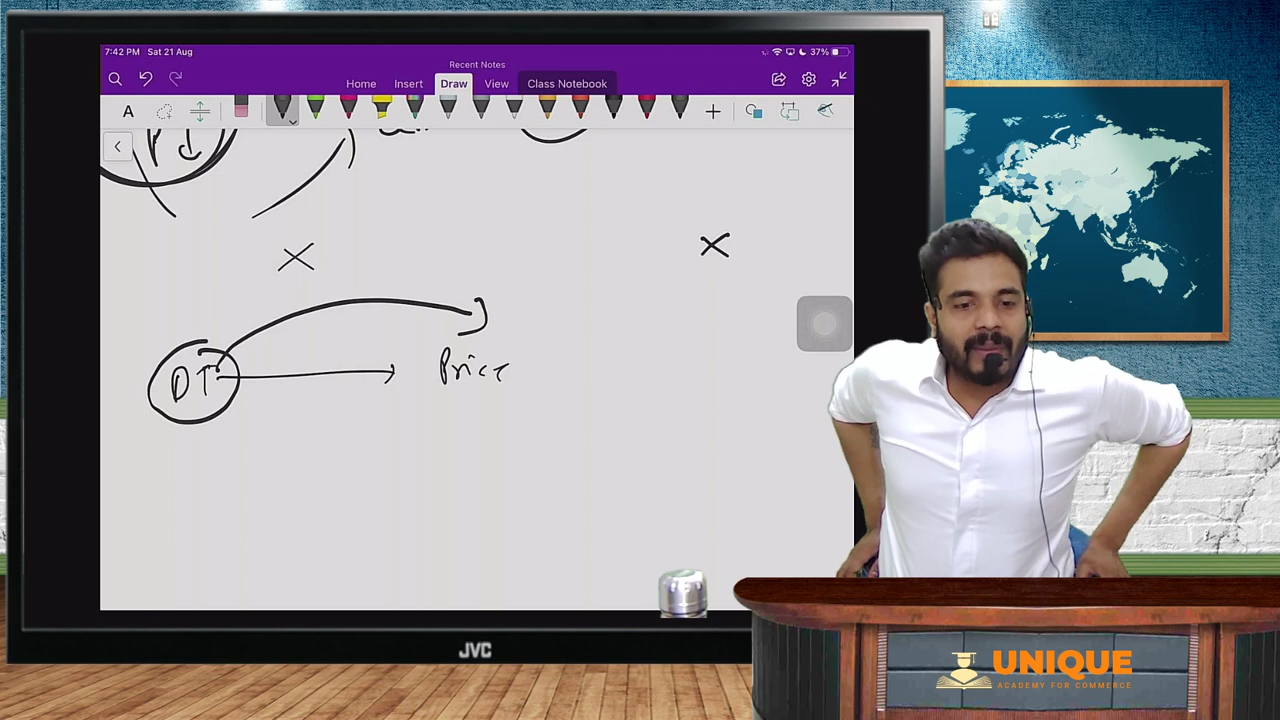 7:42 PM Sat 21 Aug
37%
Recent Notes
Home Insert Draw View Class Notebook
A
P↓
×
×
D↑
Price
JVC
UNIQUE
ACADEMY FOR COMMERCE